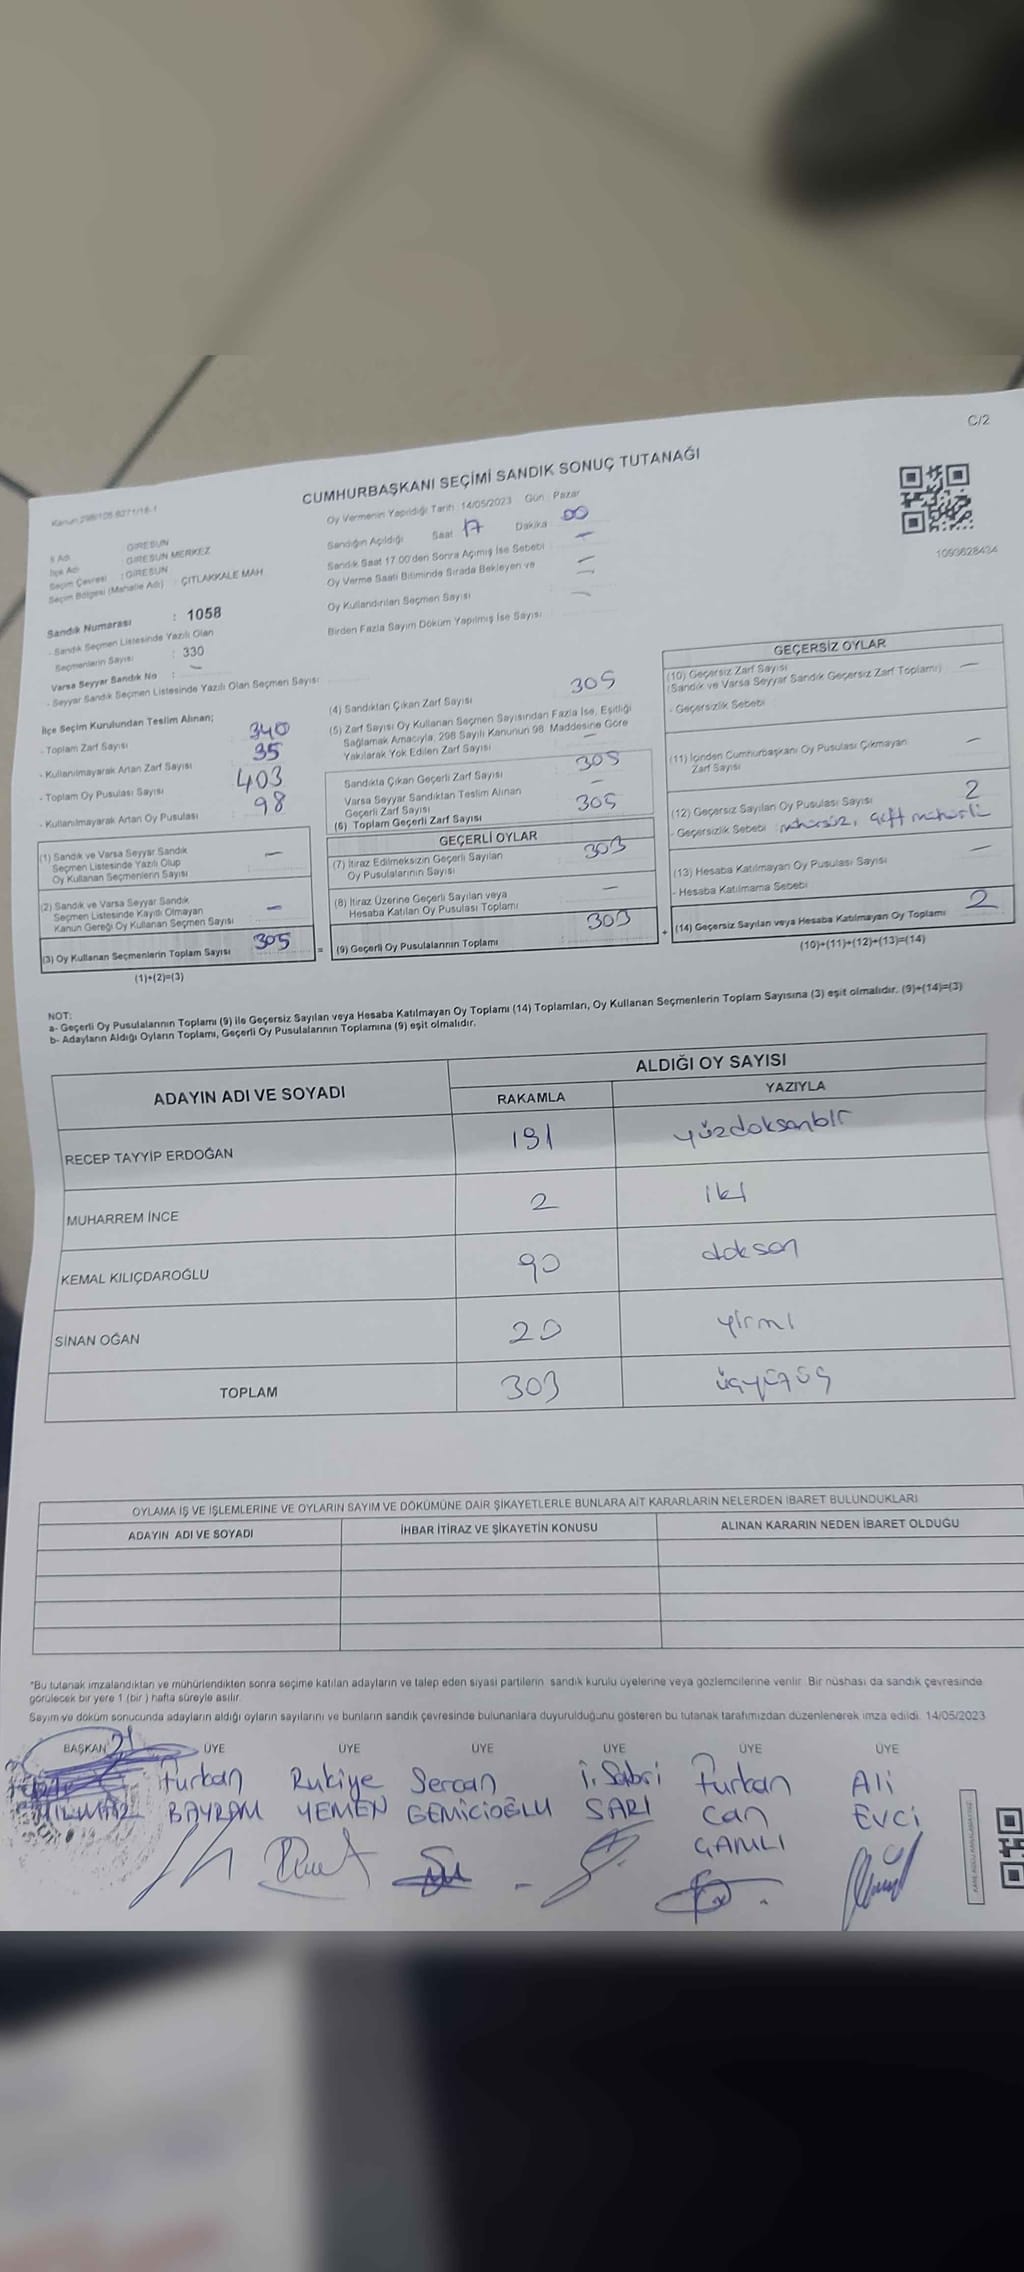 C/2
CUMHURBAŞKANI SEÇİMİ SANDIK SONUÇ TUTANAĞI
1093628434
Oy Vermenin Yapıldığı Tarih : 14/05/2023 Gün : Pazar
Sandığın Açıldığı Saat 17 Dakika 00
Sandık Saat 17:00'den Sonra Açımış İse Sebebi : -
Oy Verme Saati Bitiminde Sırada Bekleyen ve -
Oy Kullandırılan Seçmen Sayısı -
Birden Fazla Sayım Döküm Yapılmış İse Sayısı -
İl Adı : GİRESUN
İlçe Adı : GİRESUN MERKEZ
Seçim Çevresi : GİRESUN
Seçim Bölgesi (Mahalle Adı) : ÇITLAKKALE MAH.
Sandık Numarası : 1058
- Sandık Seçmen Listesinde Yazılı Olan
Seçmenlerin Sayısı : 330
Varsa Seyyar Sandık No : -
- Seyyar Sandık Seçmen Listesinde Yazılı Olan Seçmen Sayısı:
İlçe Seçim Kurulundan Teslim Alınan;
- Toplam Zarf Sayısı : 340
- Kullanılmayarak Artan Zarf Sayısı : 35
- Toplam Oy Pusulası Sayısı : 403
- Kullanılmayarak Artan Oy Pusulası : 98
(1) Sandık ve Varsa Seyyar Sandık
Seçmen Listesinde Yazılı Olup
Oy Kullanan Seçmenlerin Sayısı -
(2) Sandık ve Varsa Seyyar Sandık
Seçmen Listesinde Kayıtlı Olmayan
Kanun Gereği Oy Kullanan Seçmen Sayısı -
(3) Oy Kullanan Seçmenlerin Toplam Sayısı 305 =
(1)+(2)=(3)
(4) Sandıktan Çıkan Zarf Sayısı 305
(5) Zarf Sayısı Oy Kullanan Seçmen Sayısından Fazla İse, Eşitliği
Sağlamak Amacıyla, 298 Sayılı Kanunun 98. Maddesine Göre
Yakılarak Yok Edilen Zarf Sayısı -
Sandıkta Çıkan Geçerli Zarf Sayısı 305
Varsa Seyyar Sandıktan Teslim Alınan
Geçerli Zarf Sayısı -
(6) Toplam Geçerli Zarf Sayısı 305
GEÇERLİ OYLAR
(7) İtiraz Edilmeksizin Geçerli Sayılan
Oy Pusulalarının Sayısı 303
(8) İtiraz Üzerine Geçerli Sayılan veya
Hesaba Katılan Oy Pusulası Toplamı -
(9) Geçerli Oy Pusulalarının Toplamı 303 +
GEÇERSİZ OYLAR
(10) Geçersiz Zarf Sayısı
(Sandık ve Varsa Seyyar Sandık Geçersiz Zarf Toplamı) -
- Geçersizlik Sebebi
(11) İçinden Cumhurbaşkanı Oy Pusulası Çıkmayan
Zarf Sayısı -
(12) Geçersiz Sayılan Oy Pusulası Sayısı 2
- Geçersizlik Sebebi : mühürsüz, çift mühürlü
(13) Hesaba Katılmayan Oy Pusulası Sayısı -
- Hesaba Katılmama Sebebi
(14) Geçersiz Sayılan veya Hesaba Katılmayan Oy Toplamı 2
(10)+(11)+(12)+(13)=(14)
NOT:
a- Geçerli Oy Pusulalarının Toplamı (9) ile Geçersiz Sayılan veya Hesaba Katılmayan Oy Toplamı (14) Toplamları, Oy Kullanan Seçmenlerin Toplam Sayısına (3) eşit olmalıdır. (9)+(14)=(3)
b- Adayların Aldığı Oyların Toplamı, Geçerli Oy Pusulalarının Toplamına (9) eşit olmalıdır.
ADAYIN ADI VE SOYADI ALDIĞI OY SAYISI
RAKAMLA YAZIYLA
RECEP TAYYİP ERDOĞAN 191 yüzdoksanbir
MUHARREM İNCE 2 iki
KEMAL KILIÇDAROĞLU 90 doksan
SİNAN OĞAN 20 yirmi
TOPLAM 303 üçyüzüç
OYLAMA İŞ VE İŞLEMLERİNE VE OYLARIN SAYIM VE DÖKÜMÜNE DAİR ŞİKAYETLERLE BUNLARA AİT KARARLARIN NELERDEN İBARET BULUNDUKLARI
ADAYIN ADI VE SOYADI İHBAR İTİRAZ VE ŞİKAYETİN KONUSU ALINAN KARARIN NEDEN İBARET OLDUĞU
*Bu tutanak imzalandıktan ve mühürlendikten sonra seçime katılan adayların ve talep eden siyasi partilerin sandık kurulu üyelerine veya gözlemcilerine verilir. Bir nüshası da sandık çevresinde
görülecek bir yere 1 (bir) hafta süreyle asılır.
Sayım ve döküm sonucunda adayların aldığı oyların sayılarını ve bunların sandık çevresinde bulunanlara duyurulduğunu gösteren bu tutanak tarafımızdan düzenlenerek imza edildi. 14/05/2023
BAŞKAN ÜYE ÜYE ÜYE ÜYE ÜYE ÜYE
Furkan Rukiye Sercan İ. Sabri Furkan Ali
YILMAZ BAYRAM YEMEN GEMİCİOĞLU SARI Can EVCİ
ÇAMLI